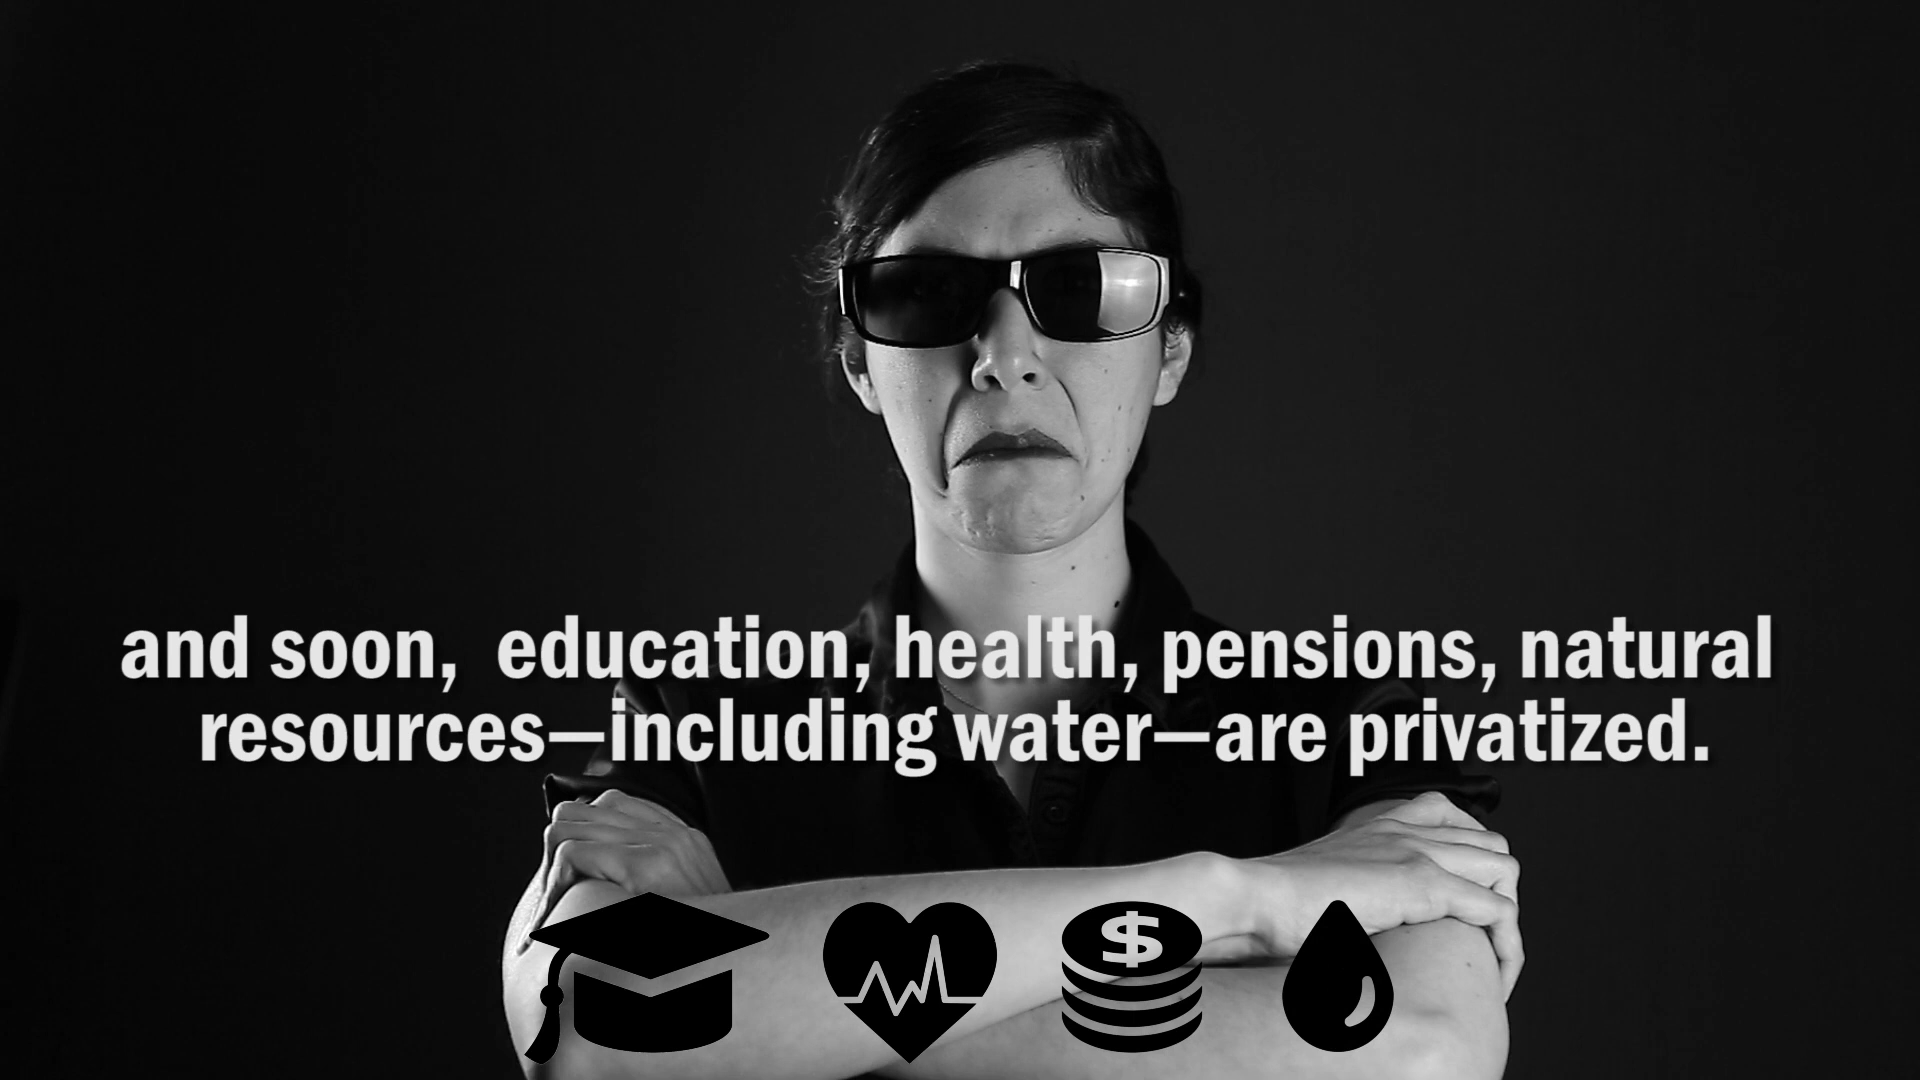 and soon,  education, health, pensions, natural
resources—including water—are privatized.
$